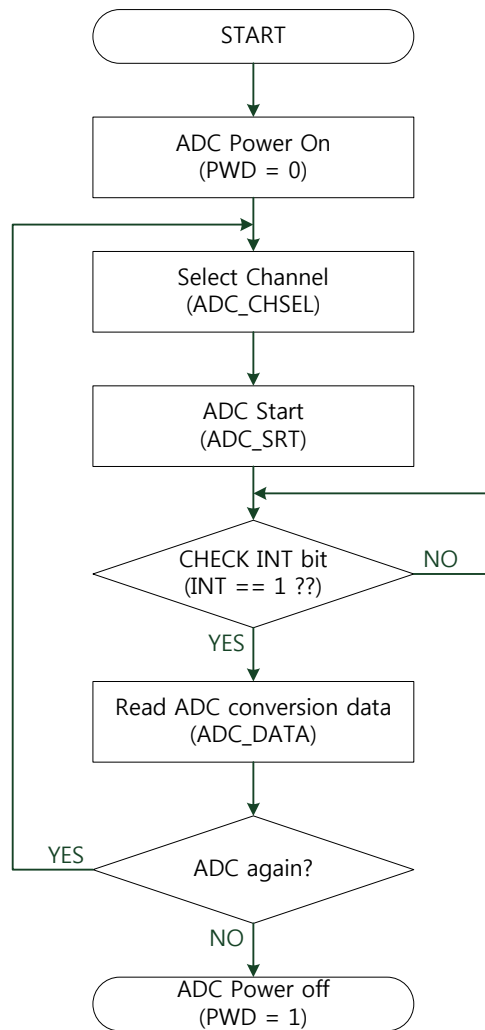 START
ADC Power On
(PWD = 0)
Select Channel
(ADC_CHSEL)
ADC Start
(ADC_SRT)
CHECK INT bit
(INT == 1 ??)
NO
YES
Read ADC conversion data
(ADC_DATA)
YES
ADC again?
NO
ADC Power off
(PWD = 1)